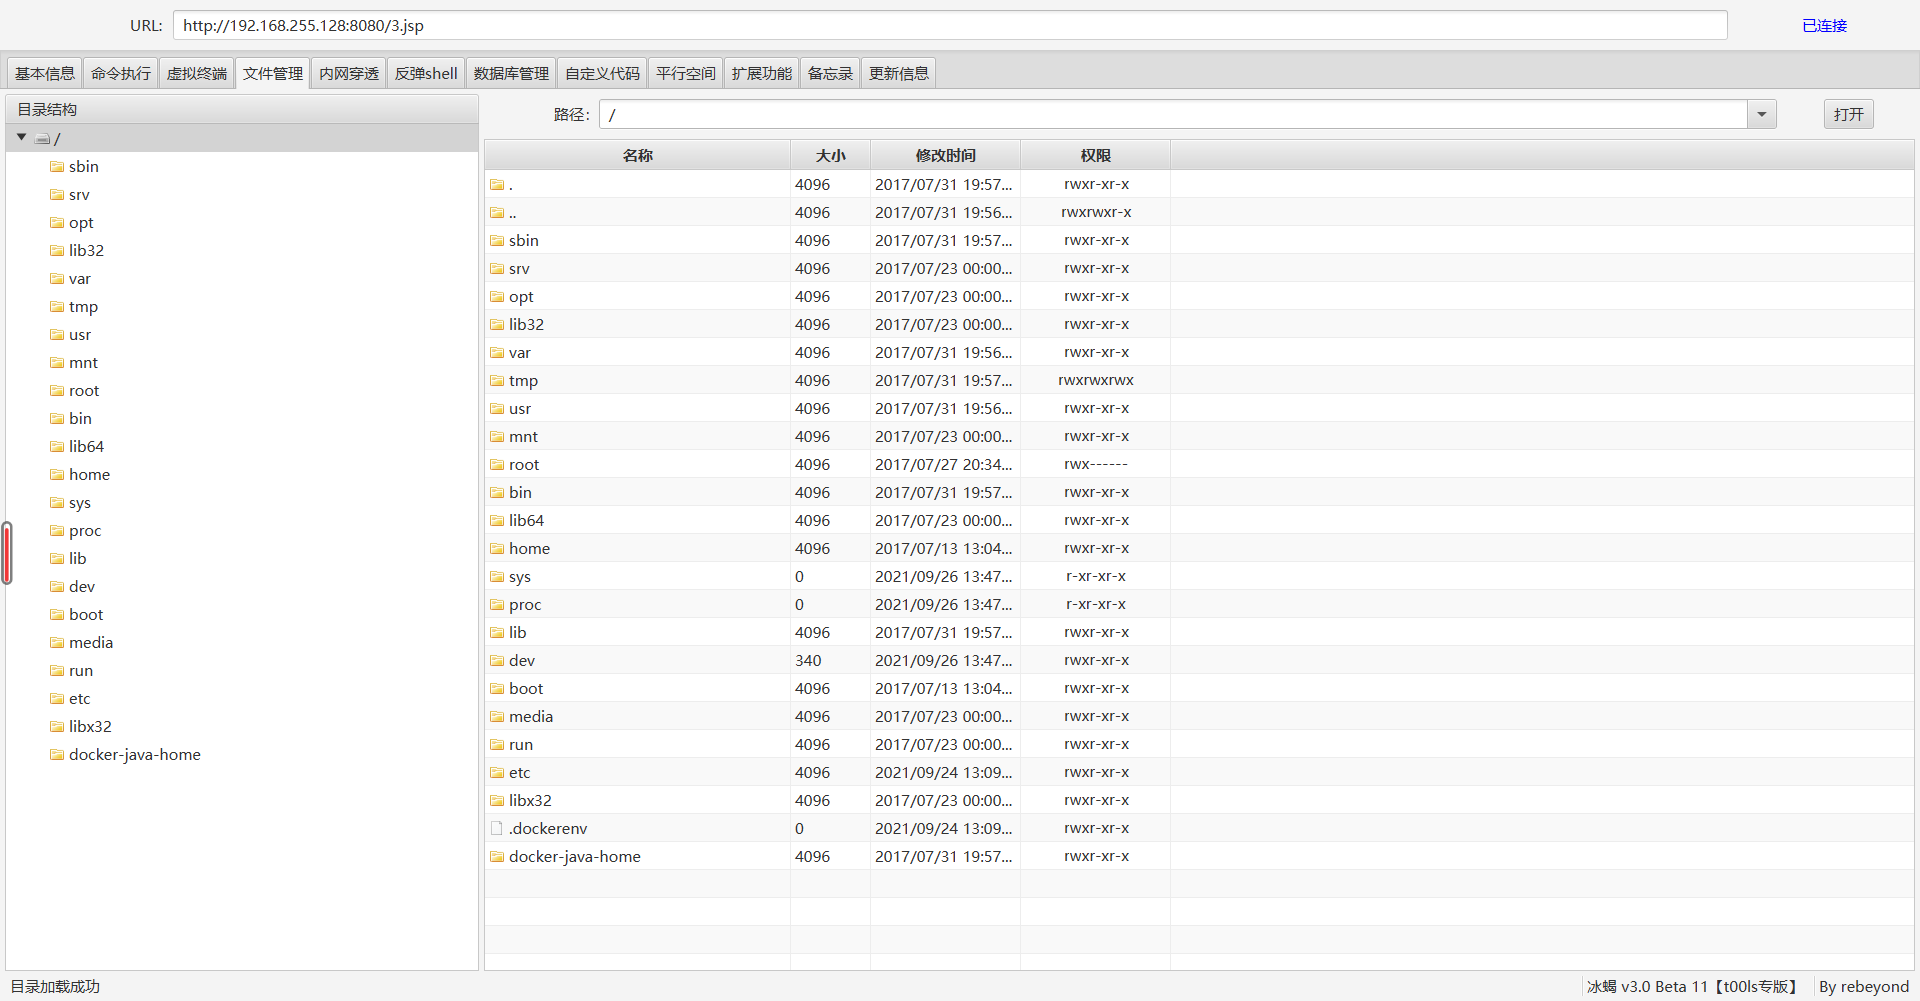 URL: http://192.168.255.128:8080/3.jsp 已连接
基本信息 命令执行 虚拟终端 文件管理 内网穿透 反弹shell 数据库管理 自定义代码 平行空间 扩展功能 备忘录 更新信息
目录结构
/
sbin
srv
opt
lib32
var
tmp
usr
mnt
root
bin
lib64
home
sys
proc
lib
dev
boot
media
run
etc
libx32
docker-java-home
路径: / 打开
名称 大小 修改时间 权限
. 4096 2017/07/31 19:57... rwxr-xr-x
.. 4096 2017/07/31 19:56... rwxrwxr-x
sbin 4096 2017/07/31 19:57... rwxr-xr-x
srv 4096 2017/07/23 00:00... rwxr-xr-x
opt 4096 2017/07/23 00:00... rwxr-xr-x
lib32 4096 2017/07/23 00:00... rwxr-xr-x
var 4096 2017/07/31 19:56... rwxr-xr-x
tmp 4096 2017/07/31 19:57... rwxrwxrwx
usr 4096 2017/07/31 19:56... rwxr-xr-x
mnt 4096 2017/07/23 00:00... rwxr-xr-x
root 4096 2017/07/27 20:34... rwx------
bin 4096 2017/07/31 19:57... rwxr-xr-x
lib64 4096 2017/07/23 00:00... rwxr-xr-x
home 4096 2017/07/13 13:04... rwxr-xr-x
sys 0 2021/09/26 13:47... r-xr-xr-x
proc 0 2021/09/26 13:47... r-xr-xr-x
lib 4096 2017/07/31 19:57... rwxr-xr-x
dev 340 2021/09/26 13:47... rwxr-xr-x
boot 4096 2017/07/13 13:04... rwxr-xr-x
media 4096 2017/07/23 00:00... rwxr-xr-x
run 4096 2017/07/23 00:00... rwxr-xr-x
etc 4096 2021/09/24 13:09... rwxr-xr-x
libx32 4096 2017/07/23 00:00... rwxr-xr-x
.dockerenv 0 2021/09/24 13:09... rwxr-xr-x
docker-java-home 4096 2017/07/31 19:57... rwxr-xr-x
目录加载成功 冰蝎 v3.0 Beta 11【t00ls专版】 By rebeyond